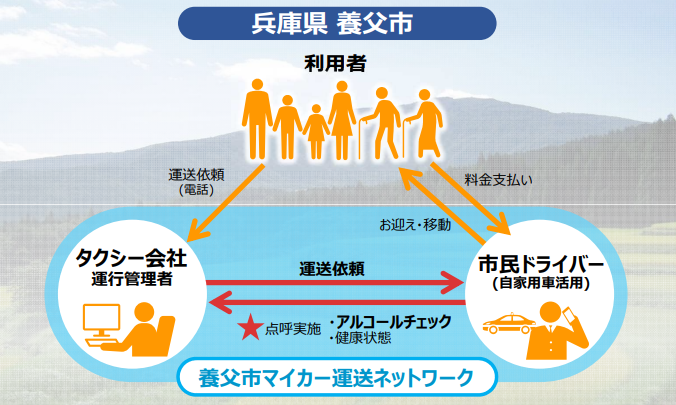 兵庫県 養父市
利用者
運送依頼
(電話)
料金支払い
お迎え・移動
タクシー会社
運行管理者
運送依頼
市民ドライバー
(自家用車活用)
★点呼実施 ・アルコールチェック
・健康状態
養父市マイカー運送ネットワーク